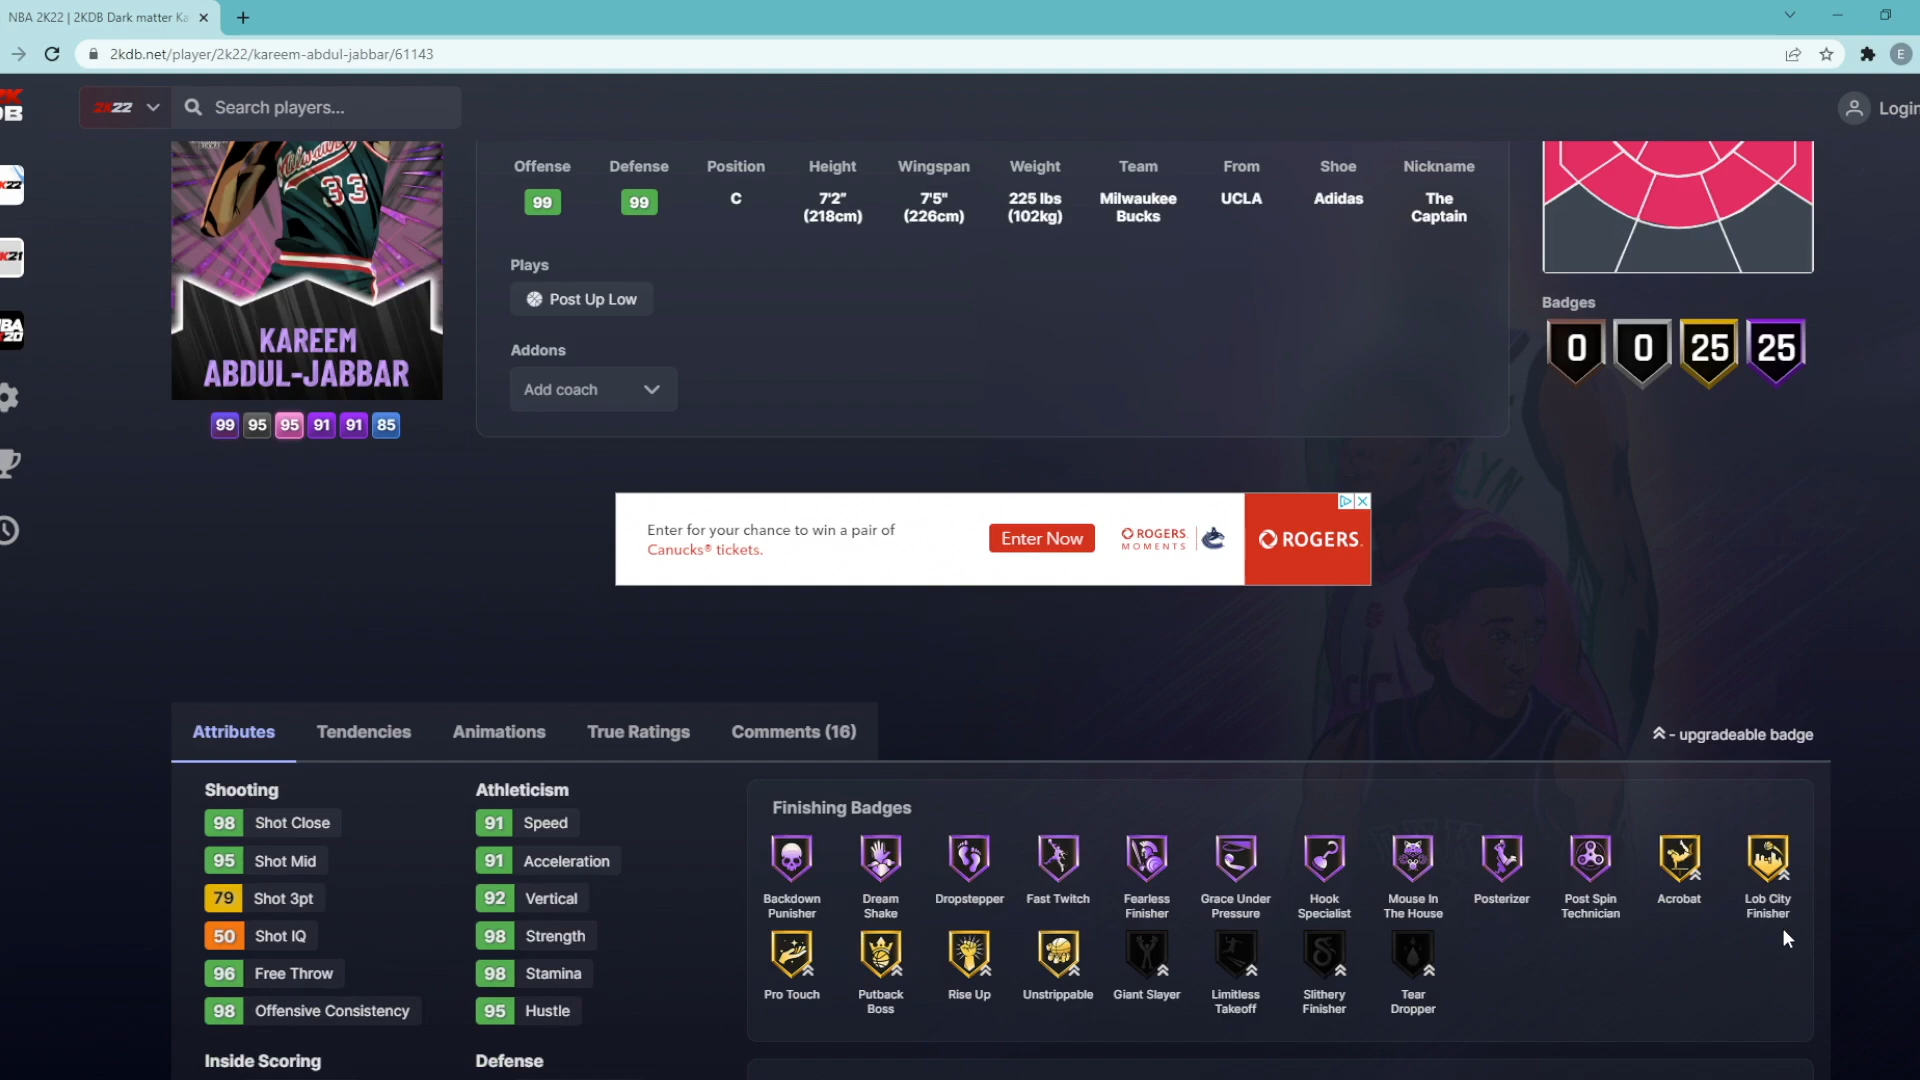 NBA 2K22 | 2KDB Dark matter Ka
2kdb.net/player/2k22/kareem-abdul-jabbar/61143
E
2K22
Search players...
Login
Offense
Defense
Position
Height
Wingspan
Weight
Team
From
Shoe
Nickname
99
99
C
7'2"
(218cm)
7'5"
(226cm)
225 lbs
(102kg)
Milwaukee
Bucks
UCLA
Adidas
The
Captain
33
KAREEM
ABDUL-JABBAR
99 95 95 91 91 85
Plays
Post Up Low
Addons
Add coach
Badges
0 0 25 25
Enter for your chance to win a pair of
Canucks® tickets.
Enter Now
ROGERS
MOMENTS
ROGERS.
Attributes
Tendencies
Animations
True Ratings
Comments (16)
- upgradeable badge
Shooting
98 Shot Close
95 Shot Mid
79 Shot 3pt
50 Shot IQ
96 Free Throw
98 Offensive Consistency
Inside Scoring
Athleticism
91 Speed
91 Acceleration
92 Vertical
98 Strength
98 Stamina
95 Hustle
Defense
Finishing Badges
Backdown
Punisher
Dream
Shake
Dropstepper
Fast Twitch
Fearless
Finisher
Grace Under
Pressure
Hook
Specialist
Mouse In
The House
Posterizer
Post Spin
Technician
Acrobat
Lob City
Finisher
Pro Touch
Putback
Boss
Rise Up
Unstrippable
Giant Slayer
Limitless
Takeoff
Slithery
Finisher
Tear
Dropper